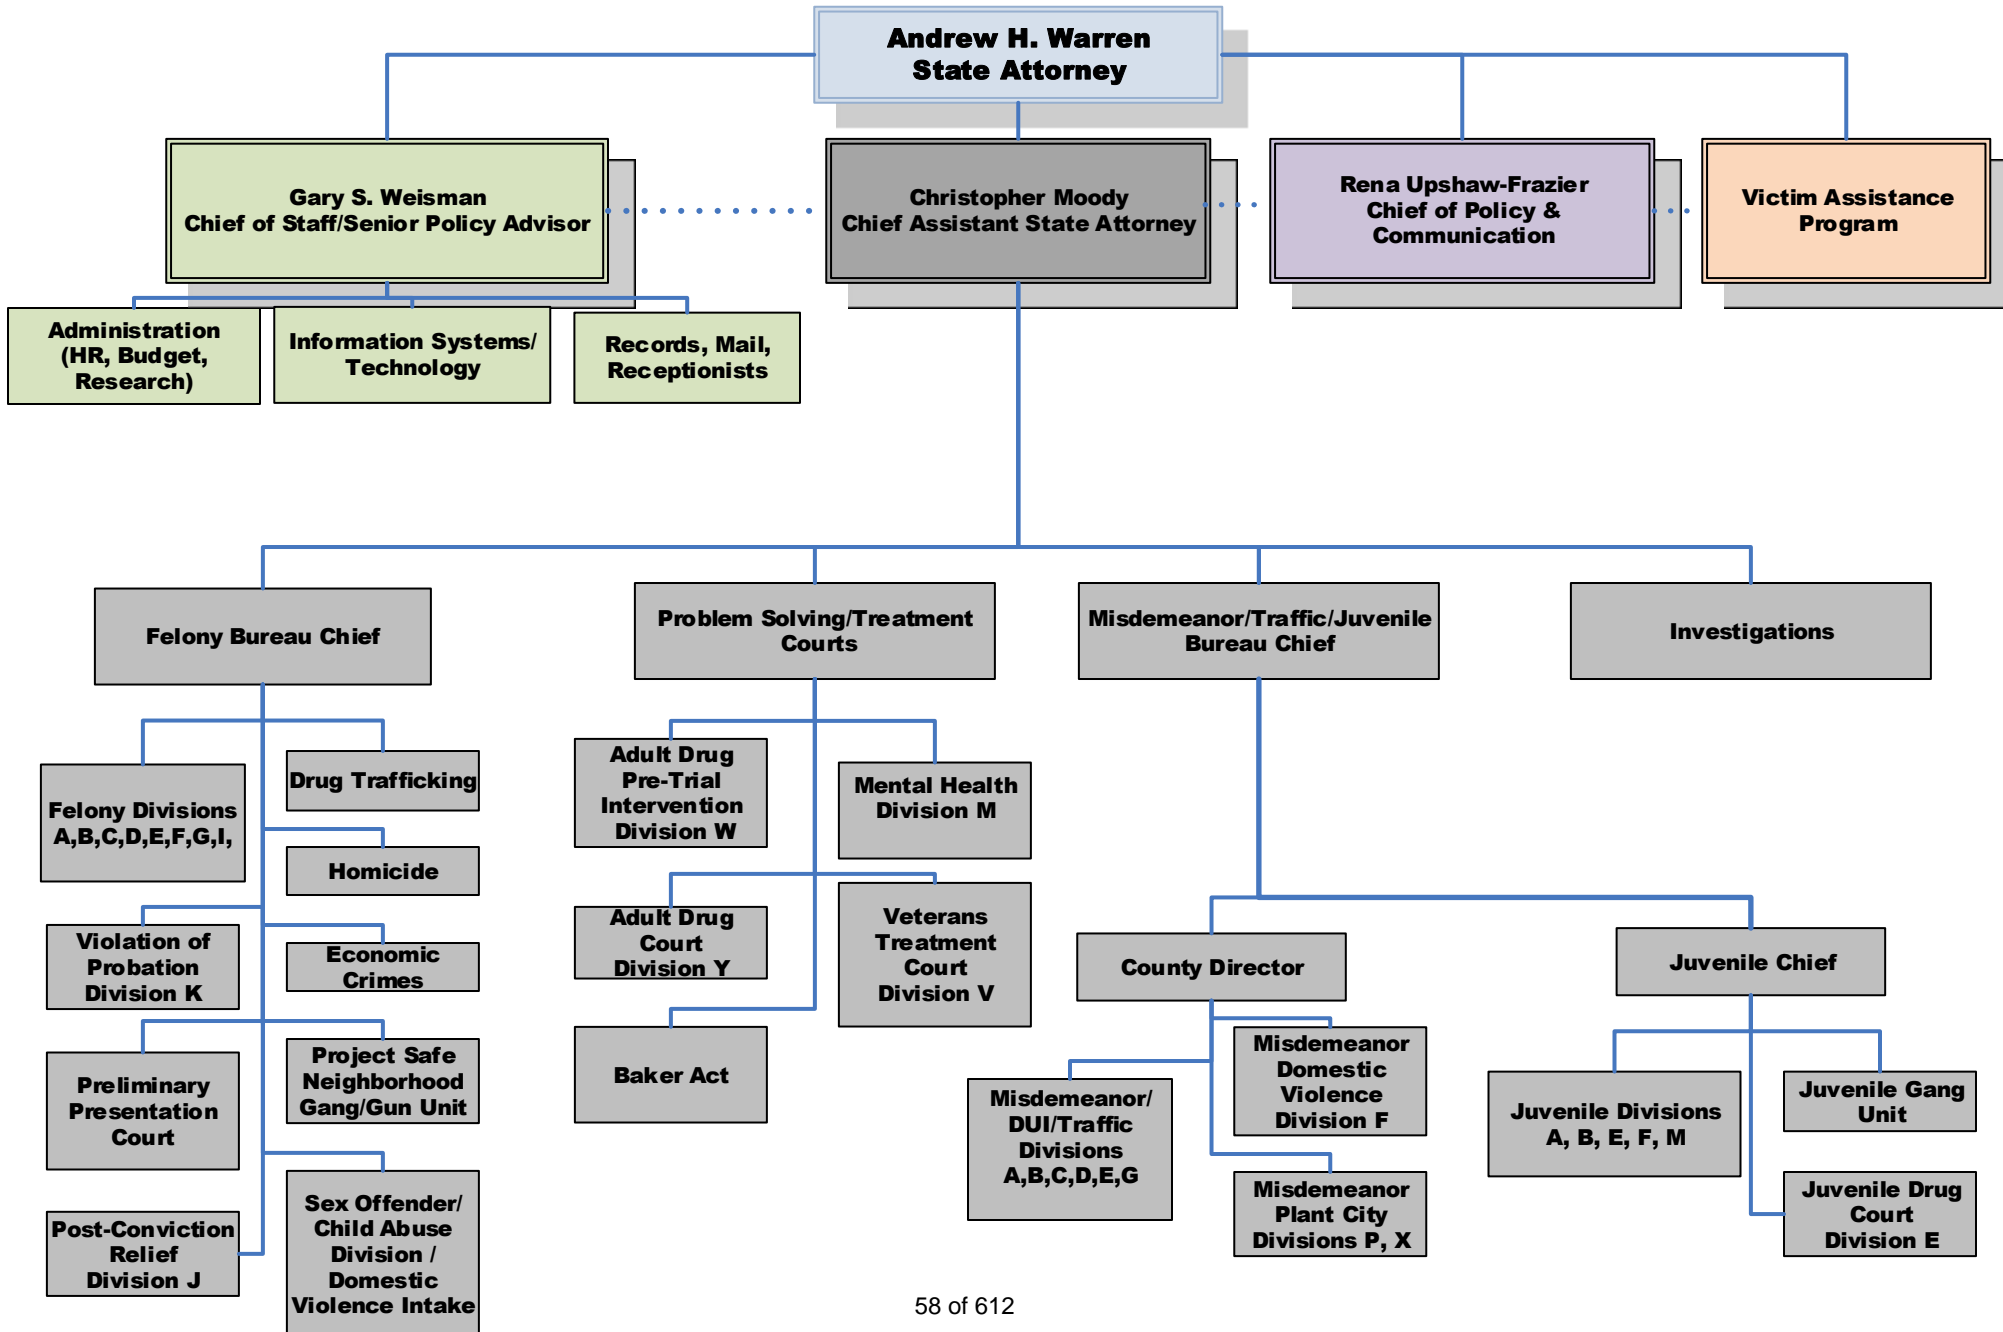 Andrew H. Warren
State Attorney
Gary S. Weisman
Chief of Staff/Senior Policy Advisor
Christopher Moody
Chief Assistant State Attorney
Rena Upshaw-Frazier
Chief of Policy &
Communication
Victim Assistance
Program
Administration
(HR, Budget,
Research)
Information Systems/
Technology
Records, Mail,
Receptionists
Felony Bureau Chief
Problem Solving/Treatment
Courts
Misdemeanor/Traffic/Juvenile
Bureau Chief
Investigations
Felony Divisions
A,B,C,D,E,F,G,I,
Drug Trafficking
Homicide
Violation of
Probation
Division K
Economic
Crimes
Preliminary
Presentation
Court
Project Safe
Neighborhood
Gang/Gun Unit
Post-Conviction
Relief
Division J
Sex Offender/
Child Abuse
Division /
Domestic
Violence Intake
Adult Drug
Pre-Trial
Intervention
Division W
Mental Health
Division M
Adult Drug
Court
Division Y
Veterans
Treatment
Court
Division V
Baker Act
County Director
Misdemeanor/
DUI/Traffic
Divisions
A,B,C,D,E,G
Misdemeanor
Domestic
Violence
Division F
Misdemeanor
Plant City
Divisions P, X
Juvenile Chief
Juvenile Divisions
A, B, E, F, M
Juvenile Gang
Unit
Juvenile Drug
Court
Division E
58 of 612